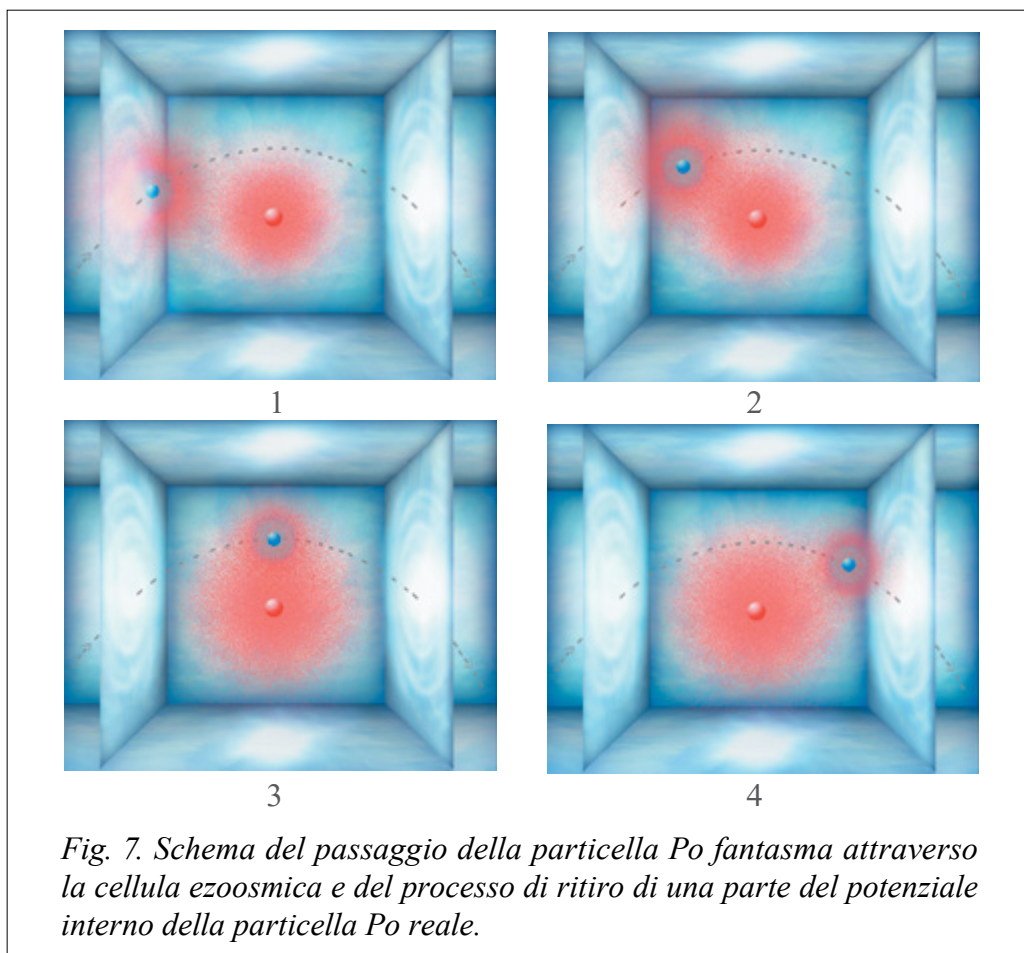 1
2
3
4
Fig. 7. Schema del passaggio della particella Po fantasma attraverso
la cellula ezoosmica e del processo di ritiro di una parte del potenziale
interno della particella Po reale.